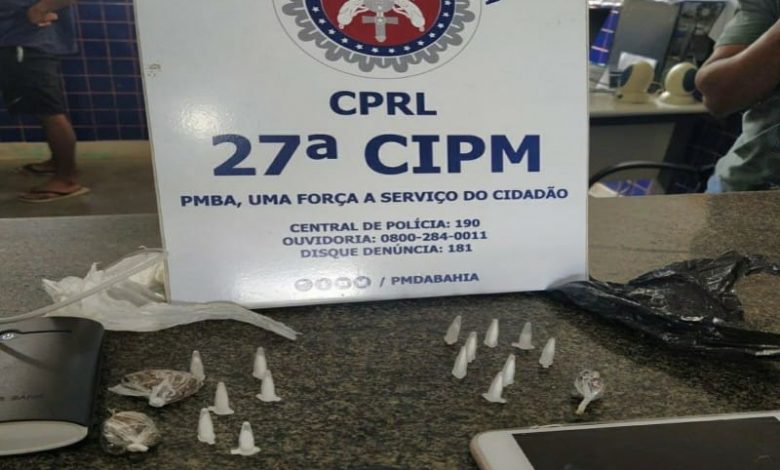 CPRL
27ª CIPM
PMBA, UMA FORÇA A SERVIÇO DO CIDADÃO
CENTRAL DE POLÍCIA: 190
OUVIDORIA: 0800-284-0011
DISQUE DENÚNCIA: 181
/ PMDABAHIA
BANK